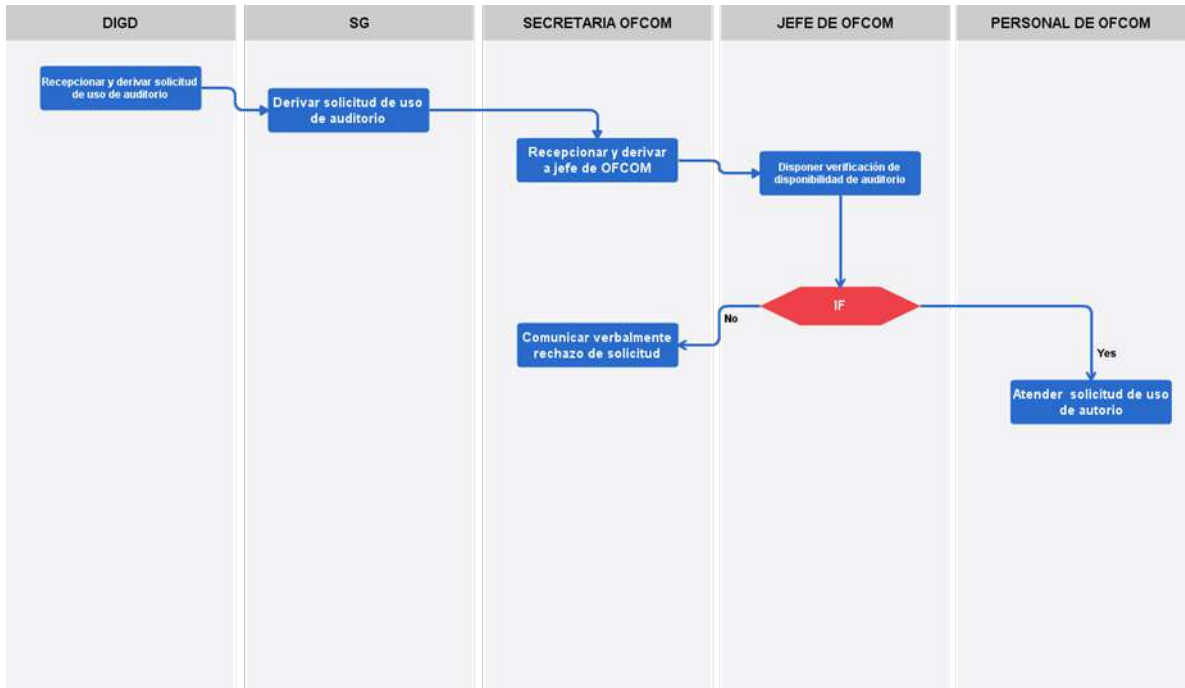 DIGD
SG
SECRETARIA OFCOM
JEFE DE OFCOM
PERSONAL DE OFCOM
Recepcionar y derivar solicitud
de uso de auditorio
Derivar solicitud de uso
de auditorio
Recepcionar y derivar
a jefe de OFCOM
Disponer verificación de
disponibilidad de auditorio
IF
No
Comunicar verbalmente
rechazo de solicitud
Yes
Atender solicitud de uso
de autorio